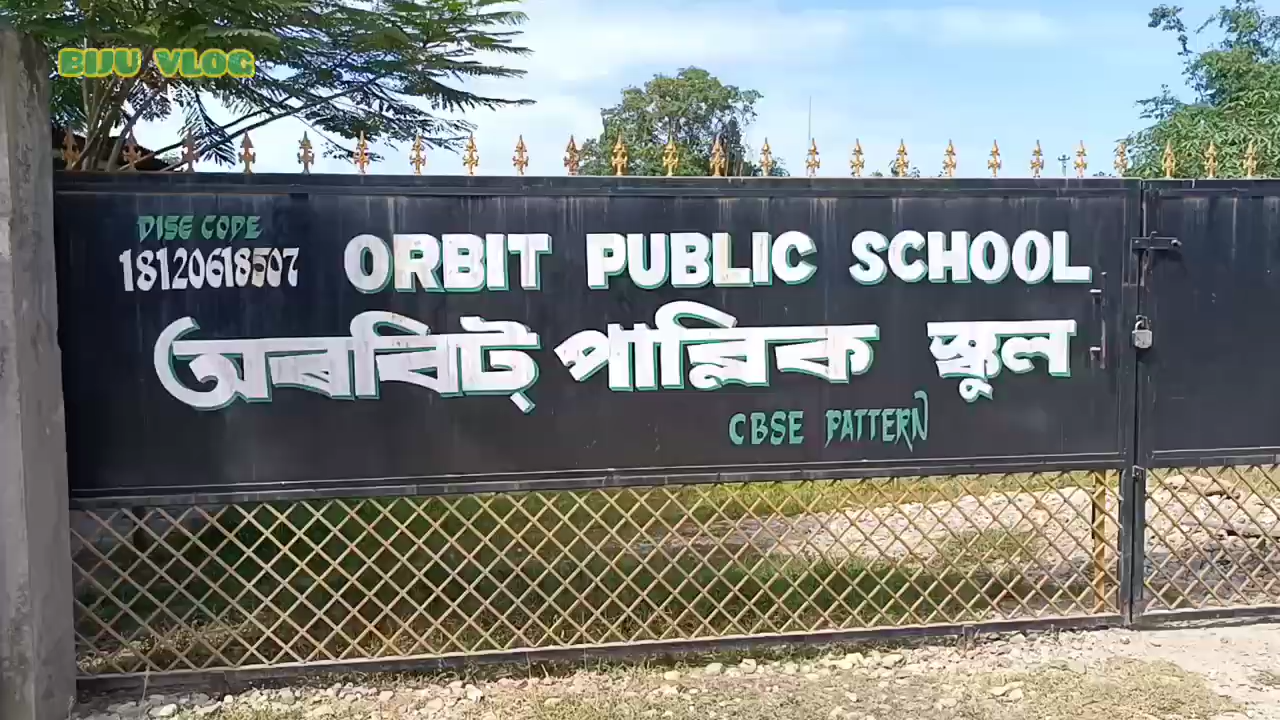 BIJU VLOG
DISE CODE
18120618507
ORBIT PUBLIC SCHOOL
অৰবিট্ পাব্লিক স্কুল
CBSE PATTERN